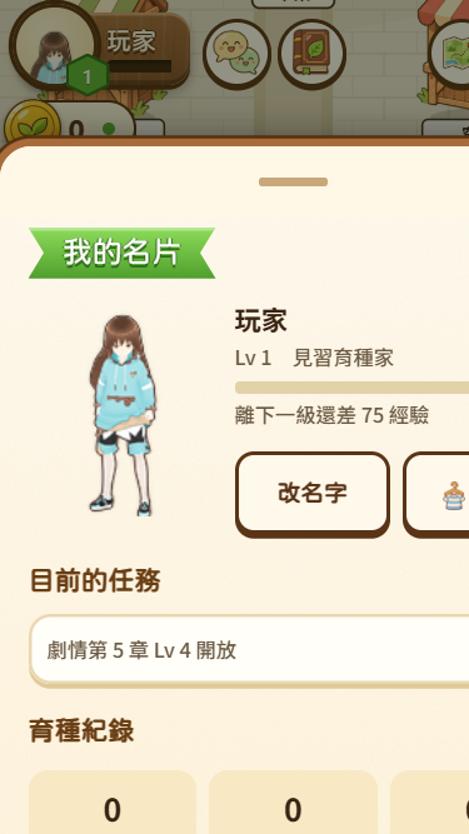 玩家
1
0
我的名片
玩家
Lv 1 見習育種家
離下一級還差 75 經驗
改名字
目前的任務
劇情第 5 章 Lv 4 開放
育種紀錄
0
0